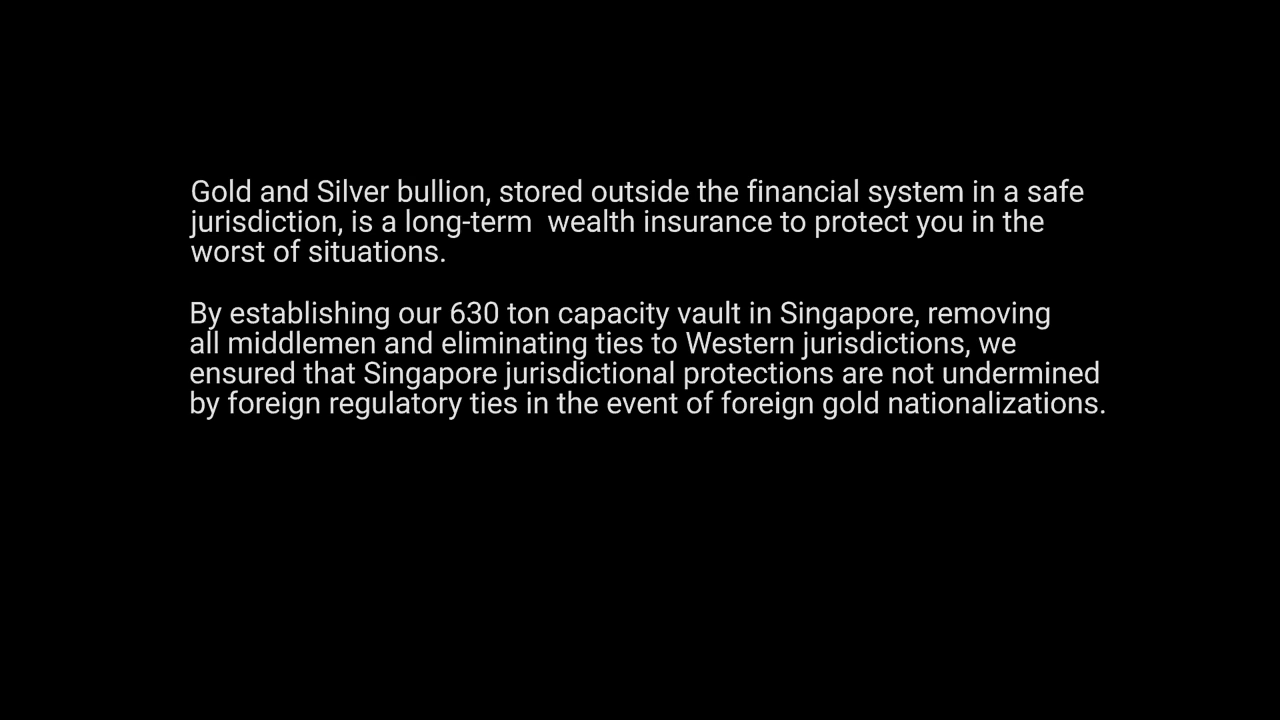 Gold and Silver bullion, stored outside the financial system in a safe
jurisdiction, is a long-term  wealth insurance to protect you in the
worst of situations.
By establishing our 630 ton capacity vault in Singapore, removing
all middlemen and eliminating ties to Western jurisdictions, we
ensured that Singapore jurisdictional protections are not undermined
by foreign regulatory ties in the event of foreign gold nationalizations.